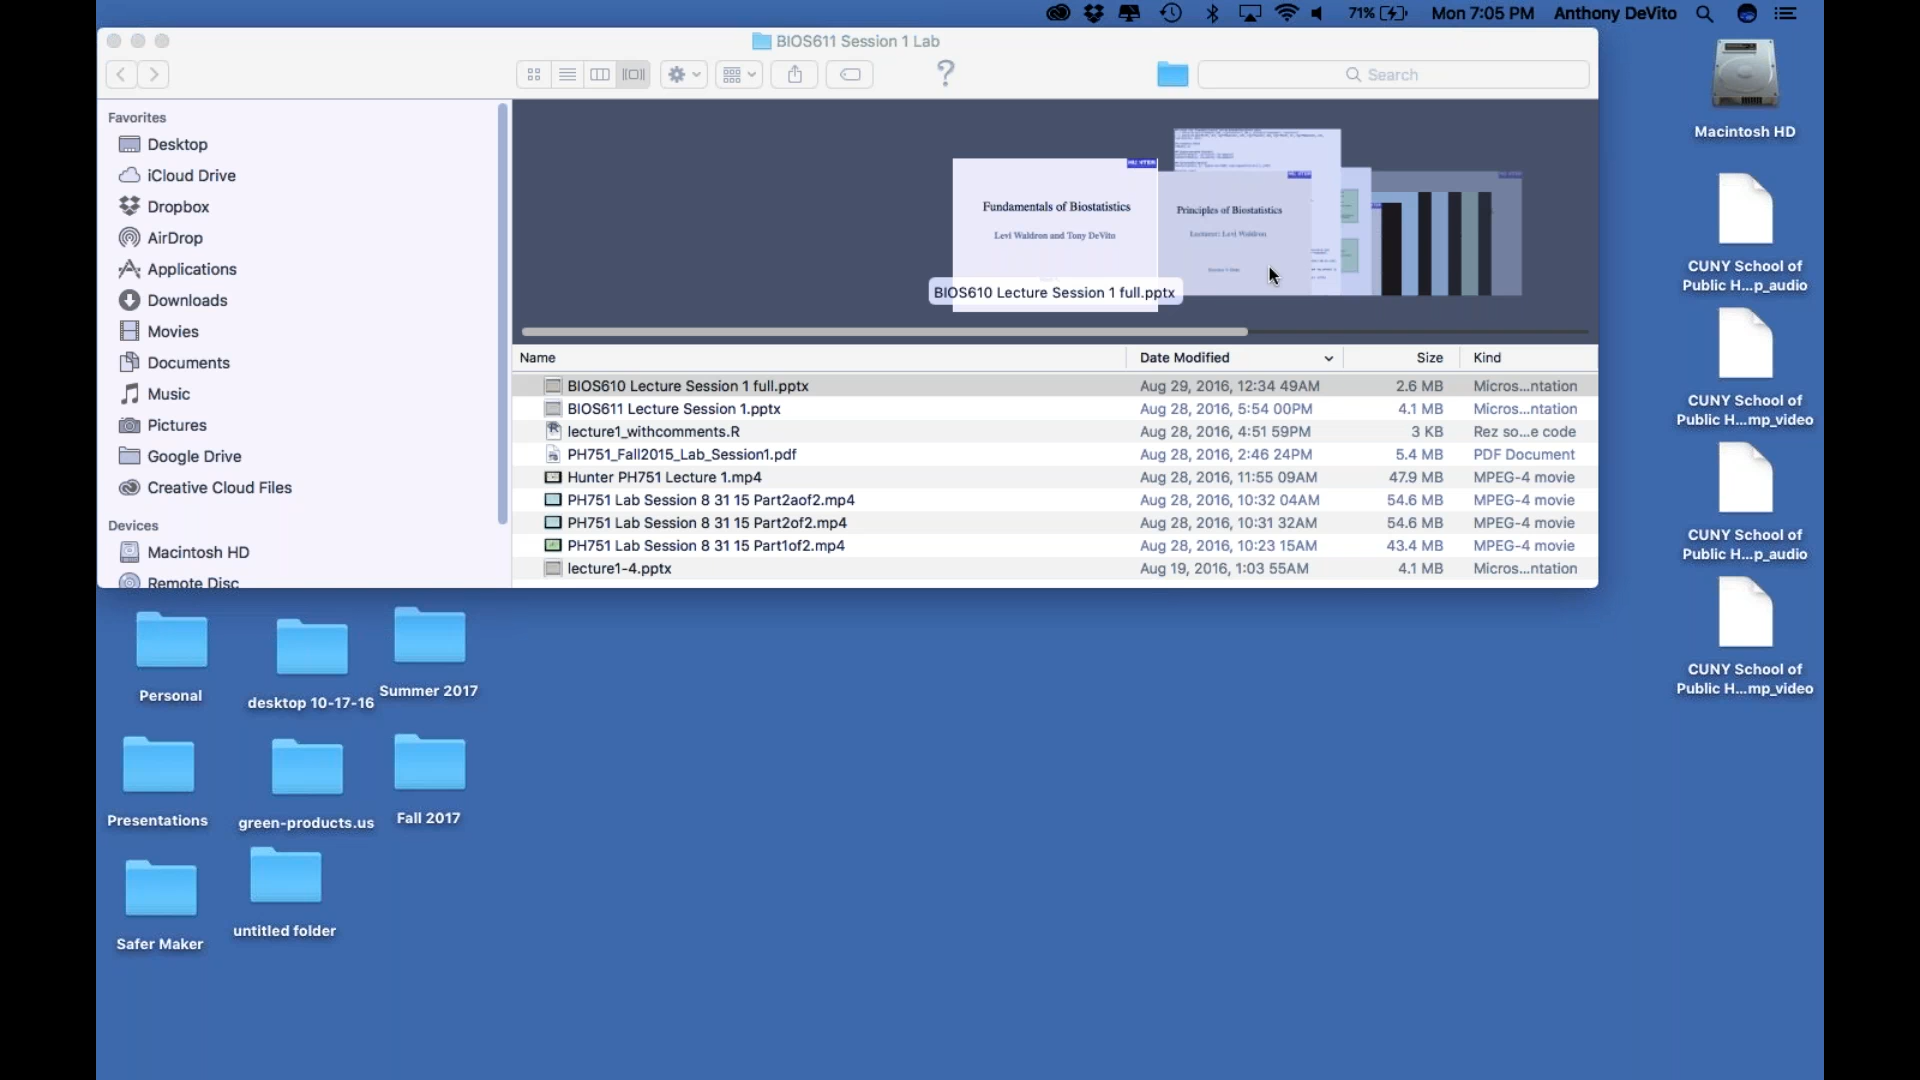 71%
Mon 7:05 PM
Anthony DeVito
BIOS611 Session 1 Lab
Search
Macintosh HD
Favorites
Desktop
iCloud Drive
Dropbox
AirDrop
Applications
Downloads
Movies
Documents
Music
Pictures
Google Drive
Creative Cloud Files
Devices
Macintosh HD
Remote Disc
Fundamentals of Biostatistics
Levi Waldron and Tony DeVito
Principles of Biostatistics
Lecturer: Levi Waldron
BIOS610 Lecture Session 1 full.pptx
Name Date Modified Size Kind
BIOS610 Lecture Session 1 full.pptx Aug 29, 2016, 12:34 49AM 2.6 MB Micros...ntation
BIOS611 Lecture Session 1.pptx Aug 28, 2016, 5:54 00PM 4.1 MB Micros...ntation
lecture1_withcomments.R Aug 28, 2016, 4:51 59PM 3 KB Rez so...e code
PH751_Fall2015_Lab_Session1.pdf Aug 28, 2016, 2:46 24PM 5.4 MB PDF Document
Hunter PH751 Lecture 1.mp4 Aug 28, 2016, 11:55 09AM 47.9 MB MPEG-4 movie
PH751 Lab Session 8 31 15 Part2aof2.mp4 Aug 28, 2016, 10:32 04AM 54.6 MB MPEG-4 movie
PH751 Lab Session 8 31 15 Part2of2.mp4 Aug 28, 2016, 10:31 32AM 54.6 MB MPEG-4 movie
PH751 Lab Session 8 31 15 Part1of2.mp4 Aug 28, 2016, 10:23 15AM 43.4 MB MPEG-4 movie
lecture1-4.pptx Aug 19, 2016, 1:03 55AM 4.1 MB Micros...ntation
CUNY School of
Public H...p_audio
CUNY School of
Public H...mp_video
CUNY School of
Public H...p_audio
CUNY School of
Public H...mp_video
Personal
desktop 10-17-16
Summer 2017
Presentations
green-products.us
Fall 2017
Safer Maker
untitled folder